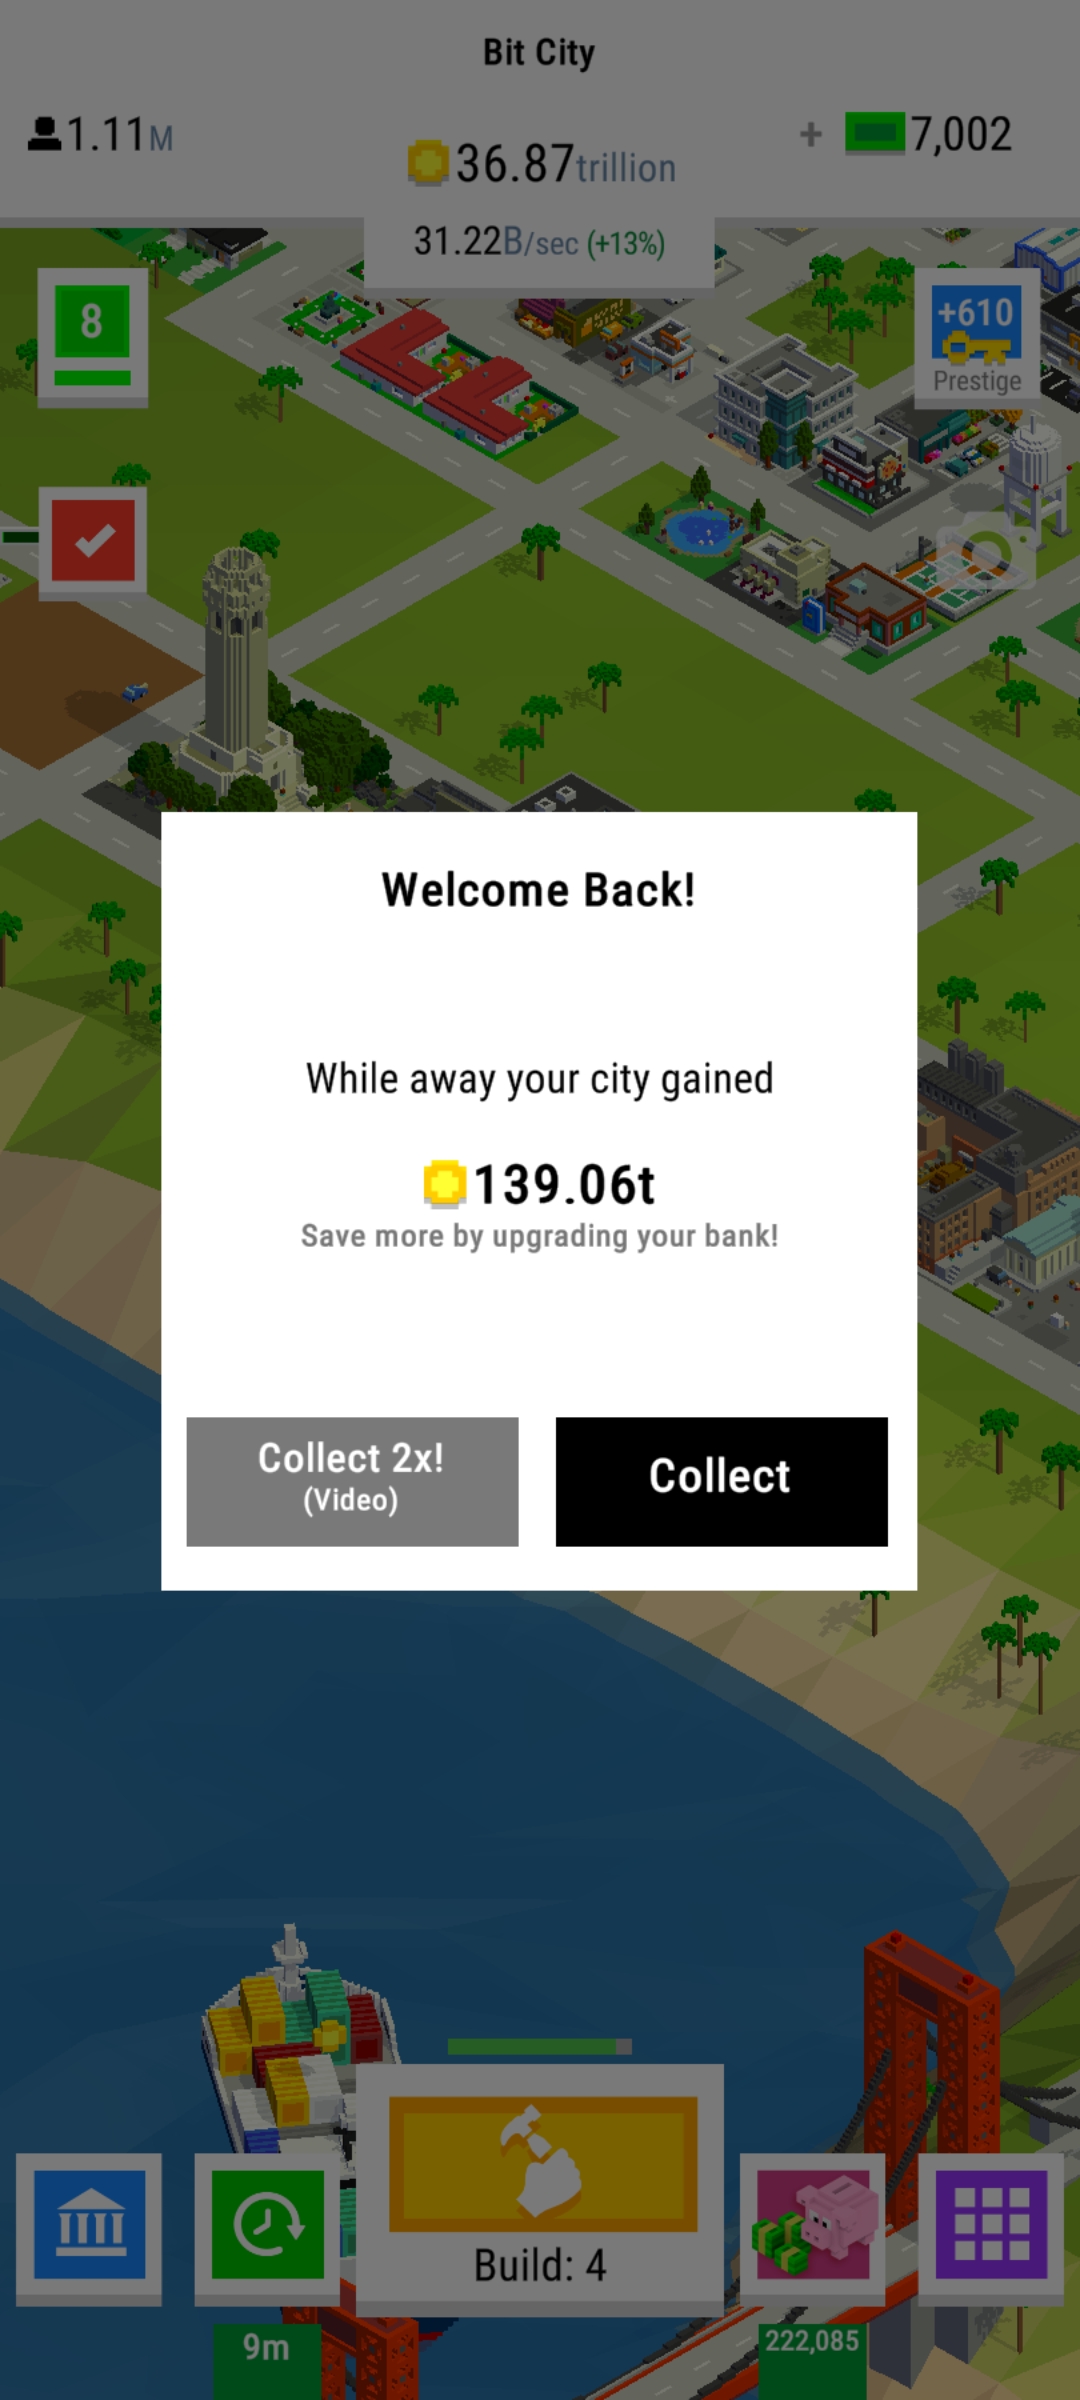 Bit City
1.11M
36.87trillion
+ 7,002
31.22B/sec (+13%)
8
+610
Prestige
Welcome Back!
While away your city gained
139.06t
Save more by upgrading your bank!
Collect 2x!
(Video)
Collect
Build: 4
9m
222,085